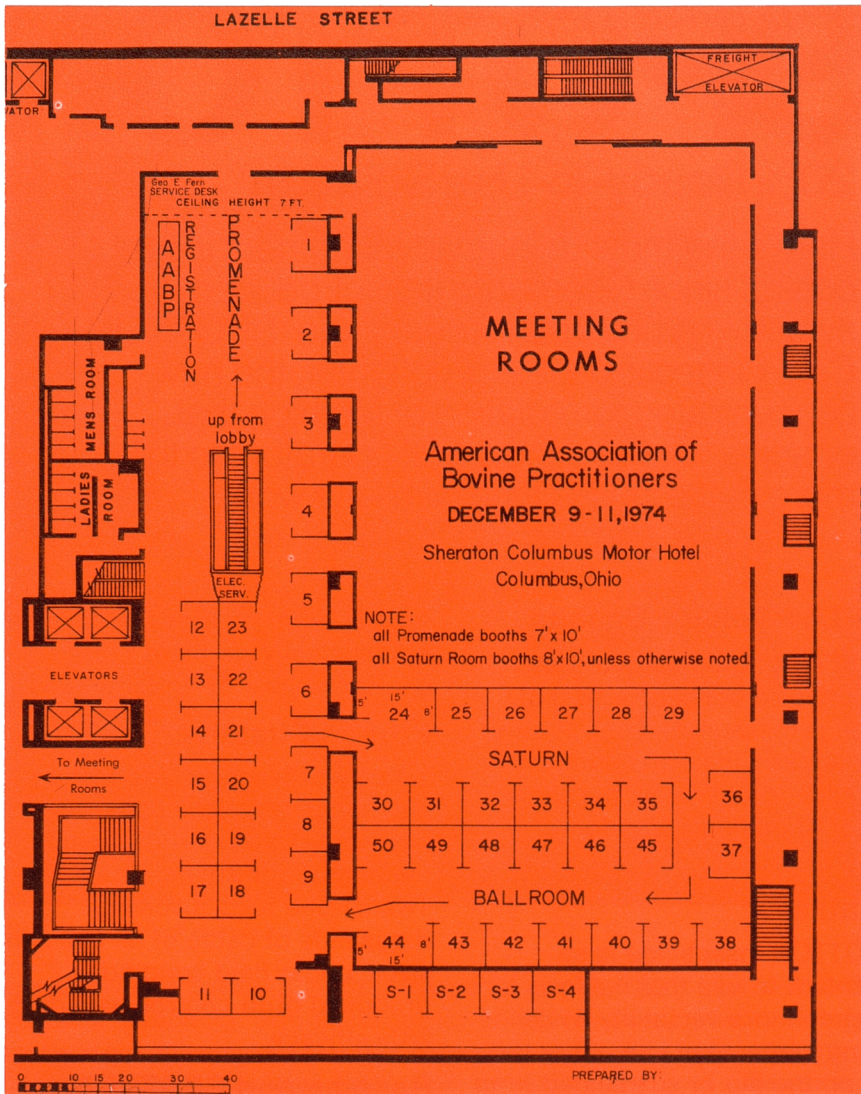 LAZELLE STREET
FREIGHT
ELEVATOR
VATOR
Geo E Fern
SERVICE DESK
CEILING HEIGHT 7 FT.
AABP
REGISTRATION
PROMENADE
1
2
3
4
5
6
MENS ROOM
LADIES
ROOM
up from
lobby
ELEC.
SERV.
MEETING
ROOMS
American Association of
Bovine Practitioners
DECEMBER 9-11, 1974
Sheraton Columbus Motor Hotel
Columbus, Ohio
NOTE:
all Promenade booths 7' x 10'
all Saturn Room booths 8'x10', unless otherwise noted.
ELEVATORS
To Meeting
Rooms
12 23
13 22
14 21
15 20
16 19
17 18
11 10
7
8
9
5' 15' 8'
24 25 26 27 28 29
SATURN
30 31 32 33 34 35
36
50 49 48 47 46 45
37
BALLROOM
44 43 42 41 40 39 38
5' 15' 8'
S-1 S-2 S-3 S-4
0 10 15 20 30 40
PREPARED BY: